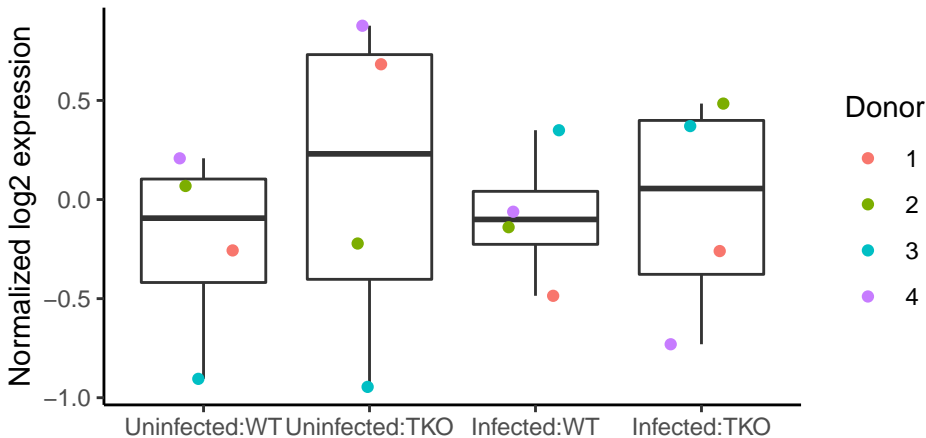 Normalized log2 expression
0.5
0.0
−0.5
−1.0
Uninfected:WT Uninfected:TKO Infected:WT Infected:TKO
Donor
1
2
3
4